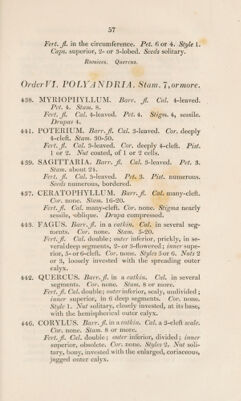 57
Fert. fl. in the circumference. Pet. 6 or 4. Style 1.
Caps. superior, 2- or 3-lobed. Seeds solitary.
Rumices. Quercus.
Order VI. POLYANDRIA. Stam. 7, or more.
438. MYRIOPHYLLUM. Barr. fl. Cal. 4-leaved.
Pet. 4. Stam. 8.
Fert. fl. Cal. 4-leaved. Pet. 4. Stigm. 4, sessile.
Drupas 4.
441. POTERIUM. Barr. fl. Cal. 3-leaved. Cor. deeply
4-cleft. Stam. 30-50.
Fert. fl. Cal. 3-leaved. Cor. deeply 4-cleft. Pist.
1 or 2. Nut coated, of 1 or 2 cells.
439. SAGITTARIA. Barr. fl. Cal. 3-leaved. Pet. 3.
Stam. about 24.
Fert. fl. Cal. 3-leaved. Pet. 3. Pist. numerous.
Seeds numerous, bordered.
437. CERATOPHYLLUM. Barr. fl. Cal. many-cleft.
Cor. none. Stam. 16-20.
Fert. fl. Cal. many-cleft. Cor. none. Stigma nearly
sessile, oblique. Drupa compressed.
443. FAGUS. Barr. fl. in a catkin. Cal. in several seg-
ments. Cor. none. Stam. 5-20.
Fert. fl. Cal. double; outer inferior, prickly, in se-
veral deep segments, 2- or 3-flowered; inner supe-
rior, 5- or 6-cleft. Cor. none. Styles 3 or 6. Nuts 2
or 3, loosely invested with the spreading outer
calyx.
442. QUERCUS. Barr. fl. in a catkin. Cal. in several
segments. Cor. none. Stam. 8 or more.
Fert. fl. Cal. double; outer inferior, scaly, undivided;
inner superior, in 6 deep segments. Cor. none.
Style 1. Nut solitary, closely invested, at its base,
with the hemispherical outer calyx.
446. CORYLUS. Barr. fl. in a catkin. Cal. a 3-cleft scale.
Cor. none. Stam. 8 or more.
Fert. fl. Cal. double; outer inferior, divided; inner
superior, obsolete. Cor. none. Styles 2. Nut soli-
tary, bony, invested with the enlarged, coriaceous,
jagged outer calyx.